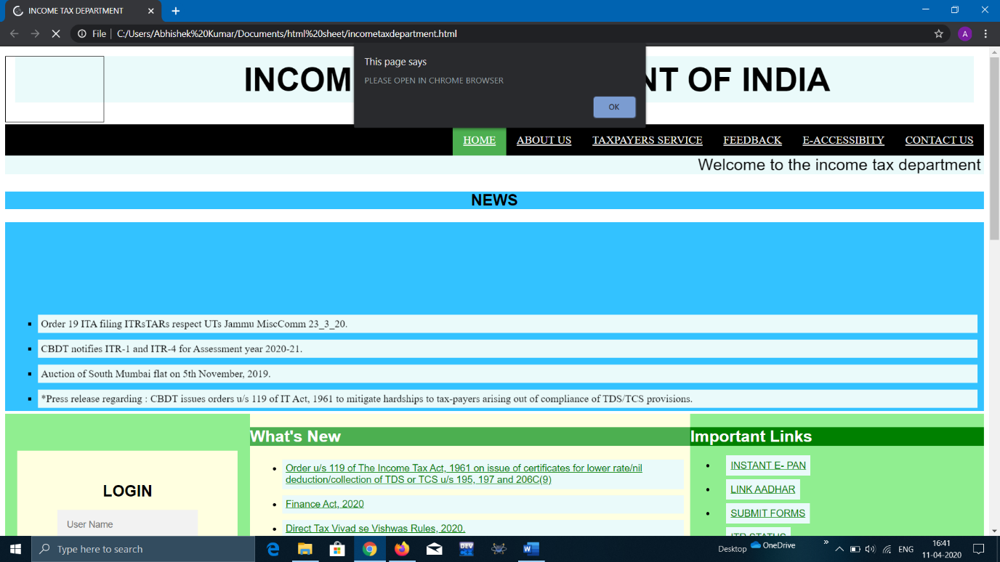 INCOME TAX DEPARTMENT
File
C:/Users/Abhishek%20Kumar/Documents/html%20sheet/incometaxdepartment.html
A
This page says
PLEASE OPEN IN CHROME BROWSER
OK
INCOM NT OF INDIA
HOME ABOUT US TAXPAYERS SERVICE FEEDBACK E-ACCESSIBITY CONTACT US
Welcome to the income tax department
NEWS
Order 19 ITA filing ITRsTARs respect UTs Jammu MiscComm 23_3_20.
CBDT notifies ITR-1 and ITR-4 for Assessment year 2020-21.
Auction of South Mumbai flat on 5th November, 2019.
*Press release regarding : CBDT issues orders u/s 119 of IT Act, 1961 to mitigate hardships to tax-payers arising out of compliance of TDS/TCS provisions.
LOGIN
User Name
What's New
Order u/s 119 of The Income Tax Act, 1961 on issue of certificates for lower rate/nil
deduction/collection of TDS or TCS u/s 195, 197 and 206C(9)
Finance Act, 2020
Direct Tax Vivad se Vishwas Rules, 2020.
Important Links
INSTANT E- PAN
LINK AADHAR
SUBMIT FORMS
ITR STATUS
Type here to search
DEV
W
Desktop
OneDrive
ENG
16:41
11-04-2020